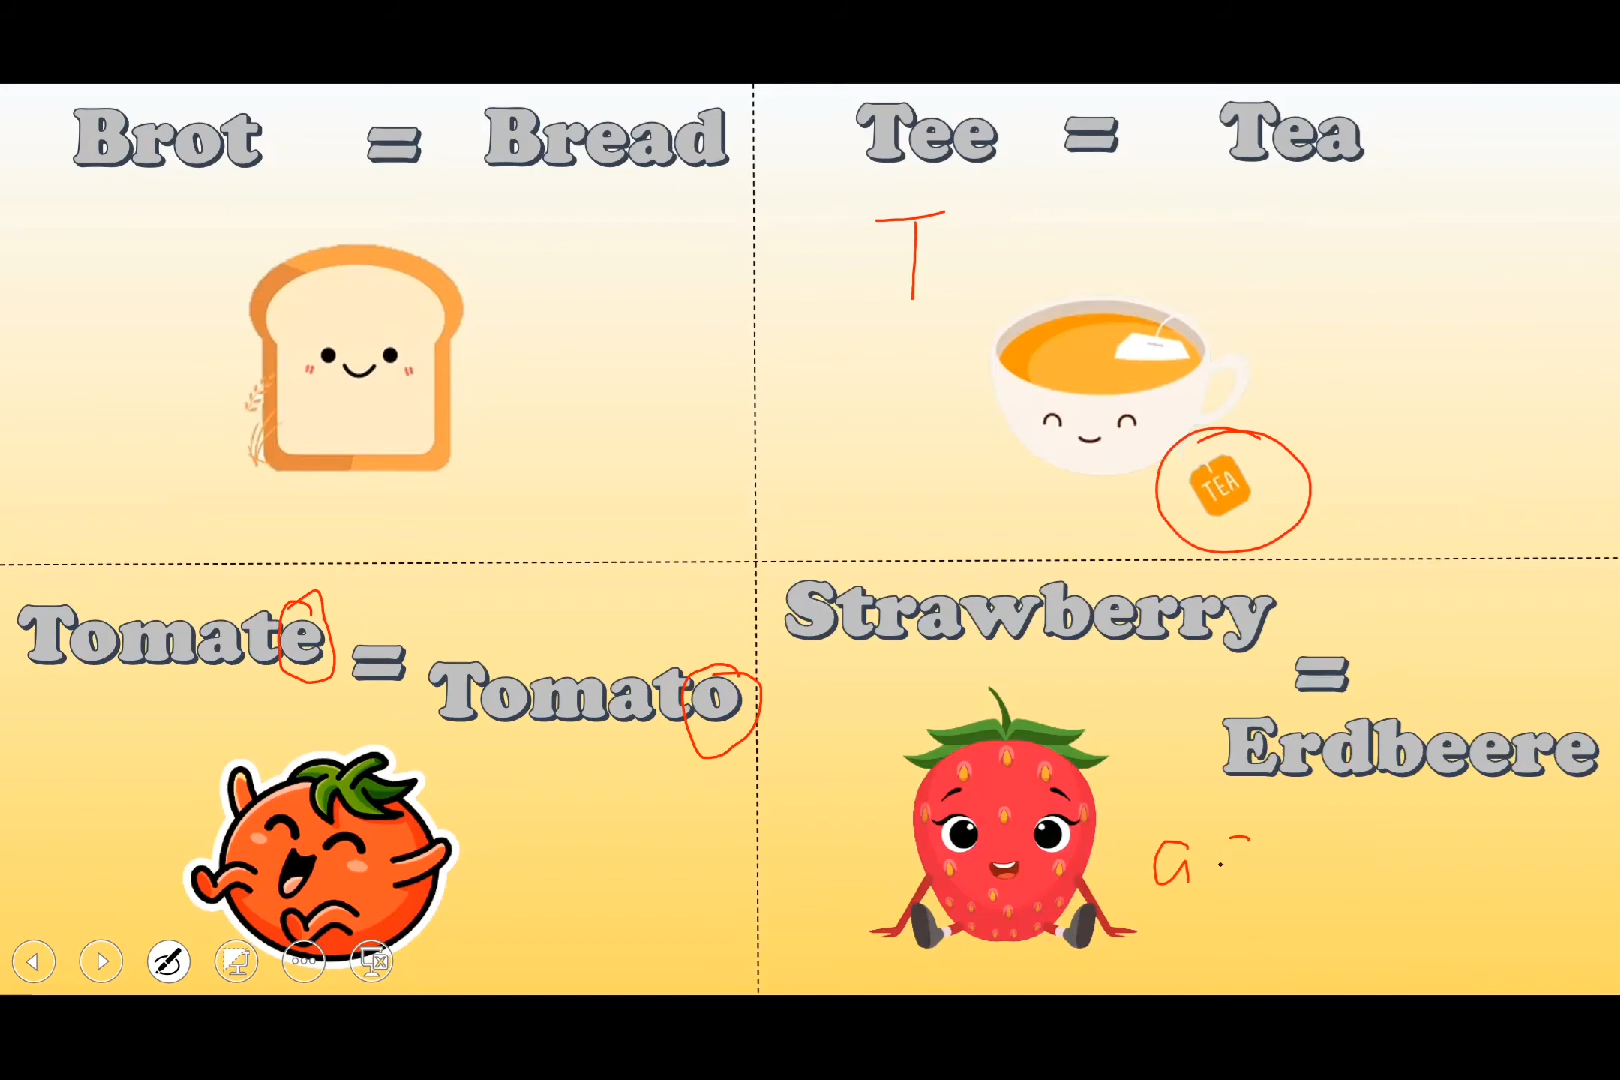 Brot = Bread
Tee = Tea
T
TEA
Tomate = Tomato
Strawberry
=
Erdbeere
a =